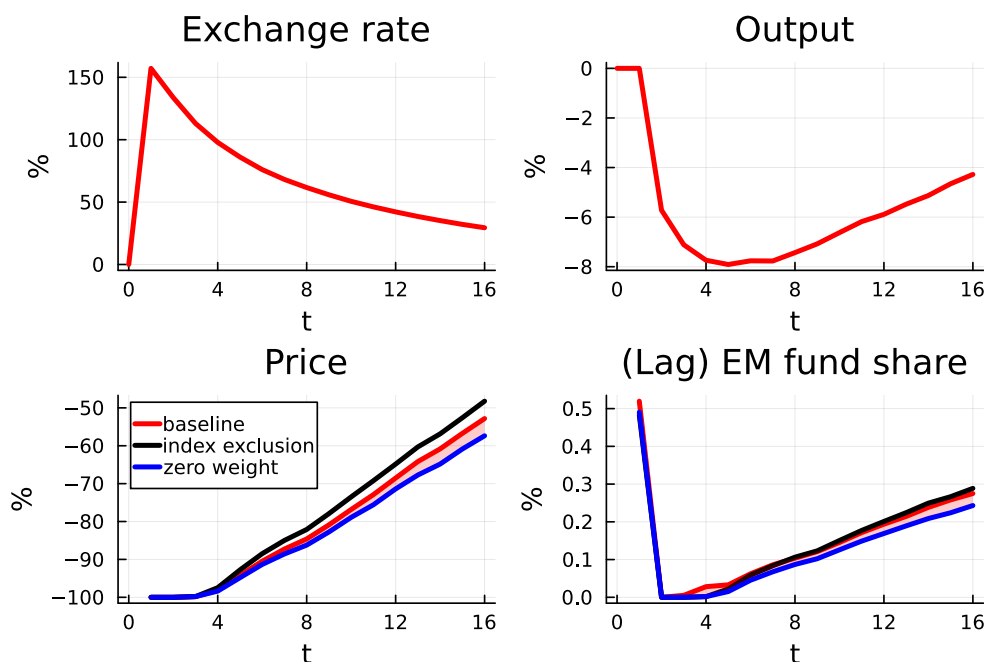 Exchange rate
%
150
100
50
0
0 4 8 12 16
t
Output
%
0
−2
−4
−6
−8
0 4 8 12 16
t
Price
%
−50
−60
−70
−80
−90
−100
baseline
index exclusion
zero weight
0 4 8 12 16
t
(Lag) EM fund share
%
0.5
0.4
0.3
0.2
0.1
0.0
0 4 8 12 16
t